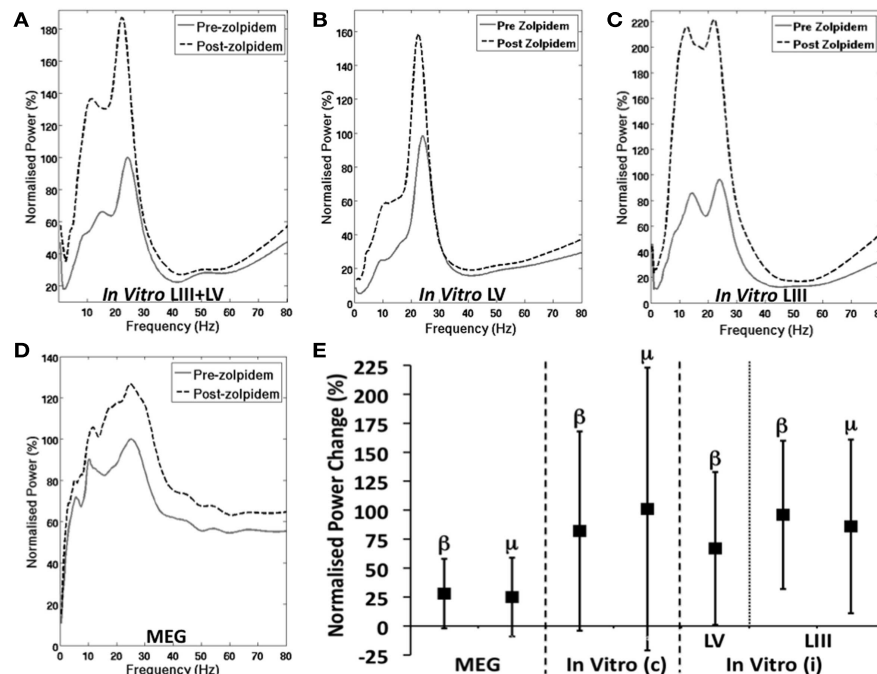 A
Normalised Power (%)
180
160
140
120
100
80
60
40
20
Pre-zolpidem
Post-zolpidem
In Vitro LIII+LV
0 10 20 30 40 50 60 70 80
Frequency (Hz)
B
Normalised Power (%)
160
140
120
100
80
60
40
20
0
Pre Zolpidem
Post Zolpidem
In Vitro LV
0 10 20 30 40 50 60 70 80
Frequency (Hz)
C
Normalised Power (%)
220
200
180
160
140
120
100
80
60
40
20
0
Pre Zolpidem
Post Zolpidem
In Vitro LIII
0 10 20 30 40 50 60 70 80
Frequency (Hz)
D
Normalised Power (%)
140
120
100
80
60
40
20
0
Pre-zolpidem
Post-zolpidem
MEG
0 10 20 30 40 50 60 70 80
Frequency (Hz)
E
Normalised Power Change (%)
225
200
175
150
125
100
75
50
25
0
-25
β μ β μ β β μ
LV LIII
MEG In Vitro (c) In Vitro (i)